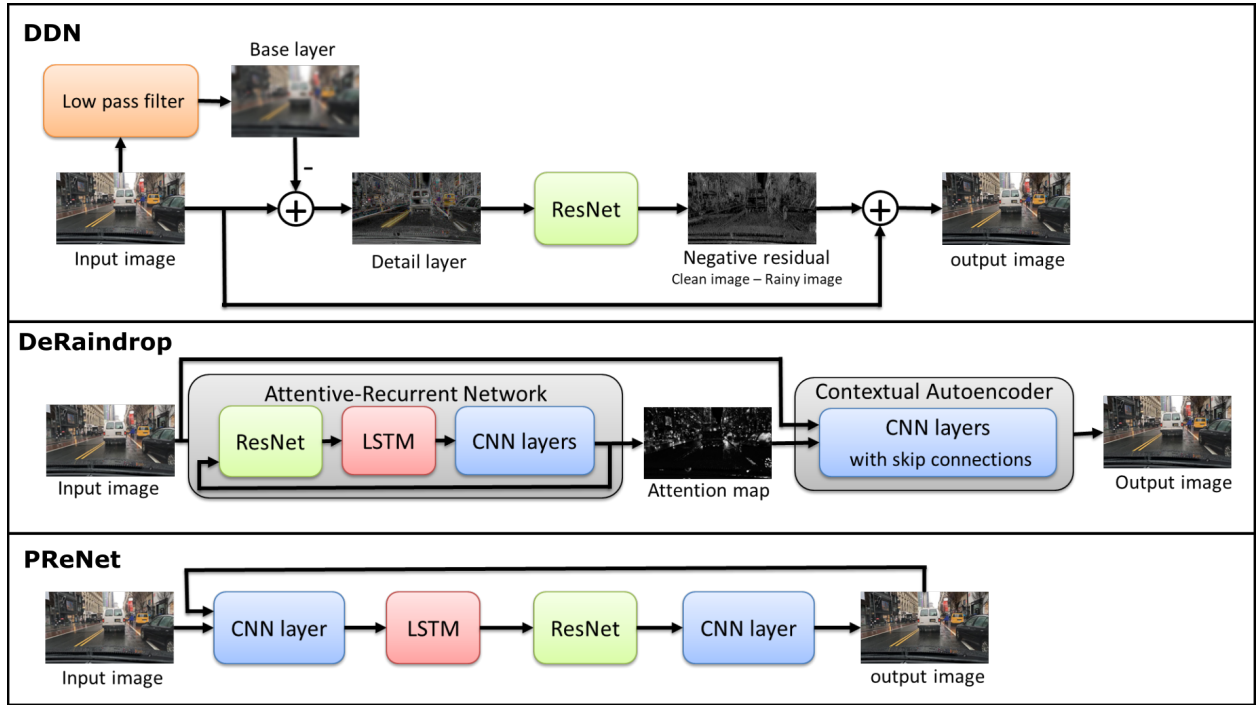 DDN
Base layer
Low pass filter
-
+
+
ResNet
Input image
Detail layer
Negative residual
Clean image – Rainy image
output image
DeRaindrop
Attentive-Recurrent Network
Contextual Autoencoder
ResNet
LSTM
CNN layers
CNN layers
with skip connections
Input image
Attention map
Output image
PReNet
CNN layer
LSTM
ResNet
CNN layer
Input image
output image